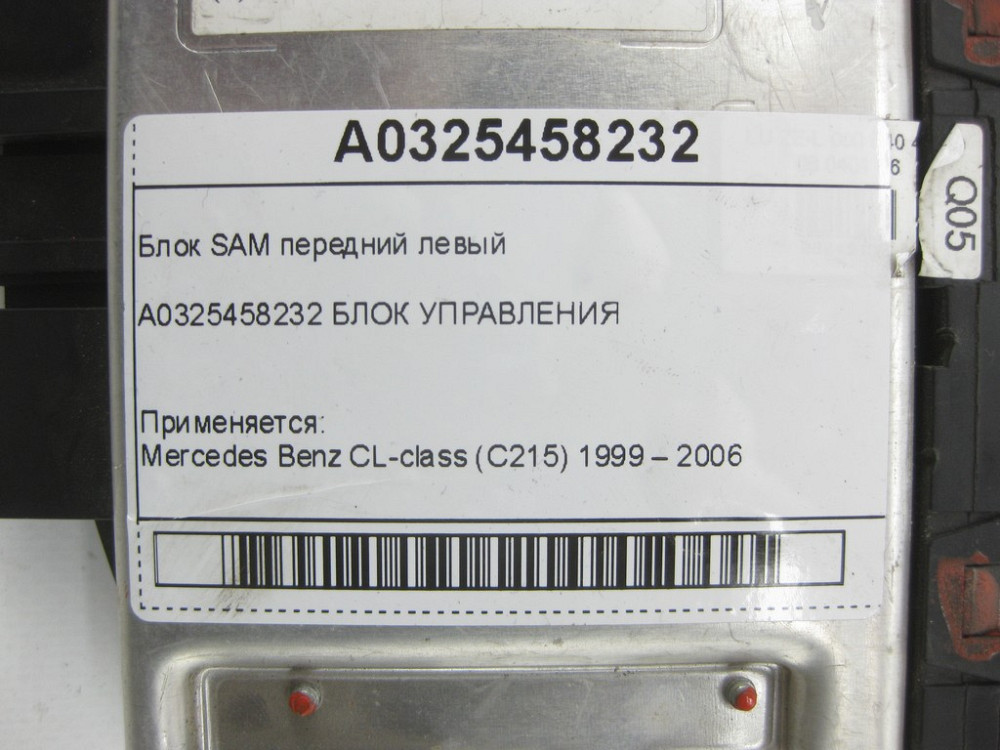 A0325458232
Блок SAM передний левый
A0325458232 БЛОК УПРАВЛЕНИЯ
Применяется:
Mercedes Benz CL-class (C215) 1999 – 2006
Q05